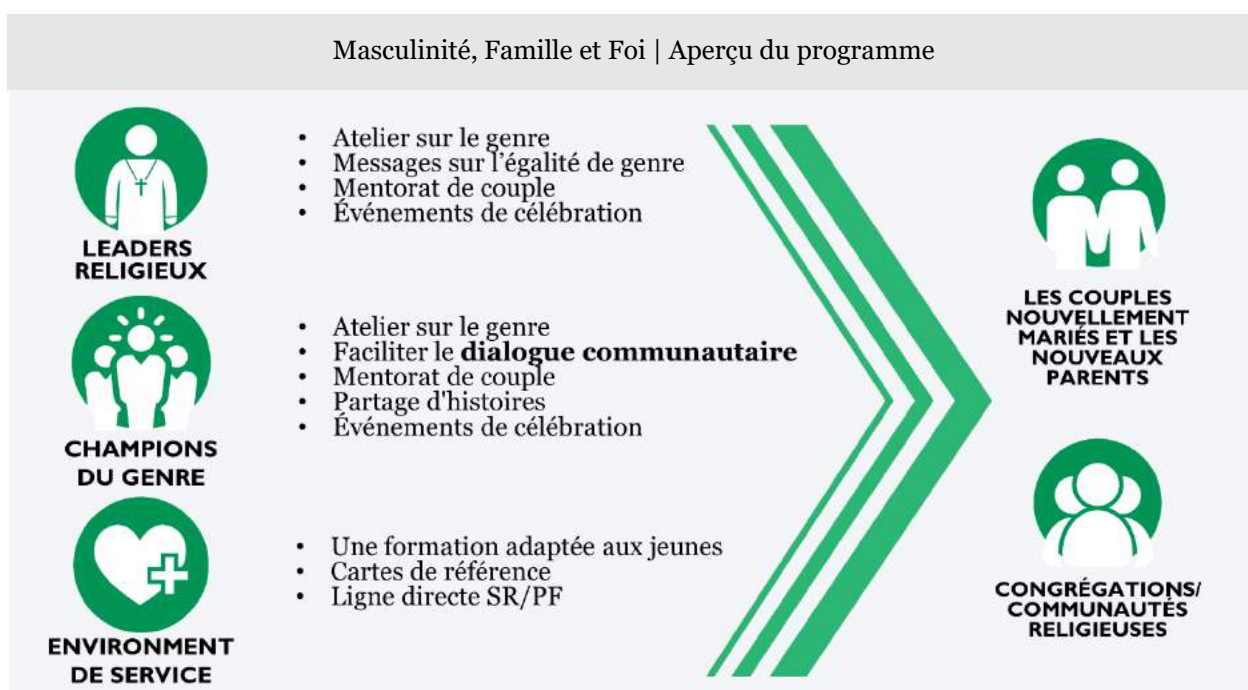 Masculinité, Famille et Foi | Aperçu du programme
LEADERS
RELIGIEUX
• Atelier sur le genre
• Messages sur l'égalité de genre
• Mentorat de couple
• Événements de célébration
CHAMPIONS
DU GENRE
• Atelier sur le genre
• Faciliter le dialogue communautaire
• Mentorat de couple
• Partage d'histoires
• Événements de célébration
ENVIRONMENT
DE SERVICE
• Une formation adaptée aux jeunes
• Cartes de référence
• Ligne directe SR/PF
LES COUPLES
NOUVELLEMENT
MARIÉS ET LES
NOUVEAUX
PARENTS
CONGRÉGATIONS/
COMMUNAUTÉS
RELIGIEUSES